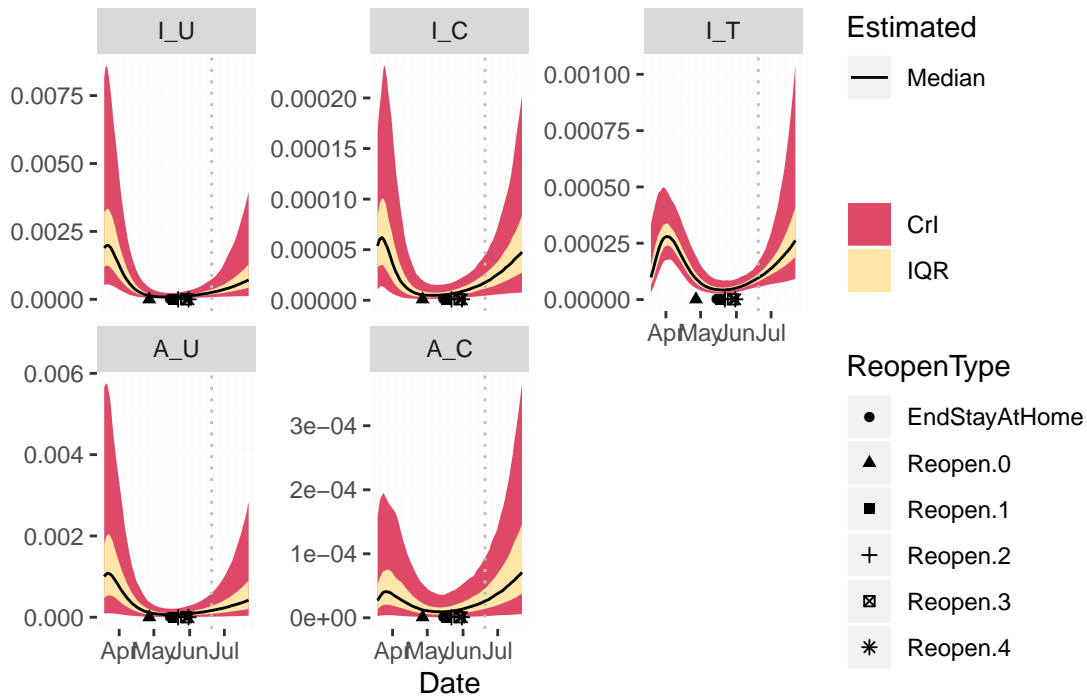 I_U
I_C
I_T
0.0075
0.0050
0.0025
0.0000
0.00020
0.00015
0.00010
0.00005
0.00000
0.00100
0.00075
0.00050
0.00025
0.00000
Apr May Jun Jul
A_U
A_C
0.006
0.004
0.002
0.000
3e−04
2e−04
1e−04
0e+00
Apr May Jun Jul
Apr May Jun Jul
Date
Estimated
Median
CrI
IQR
ReopenType
EndStayAtHome
Reopen.0
Reopen.1
Reopen.2
Reopen.3
Reopen.4